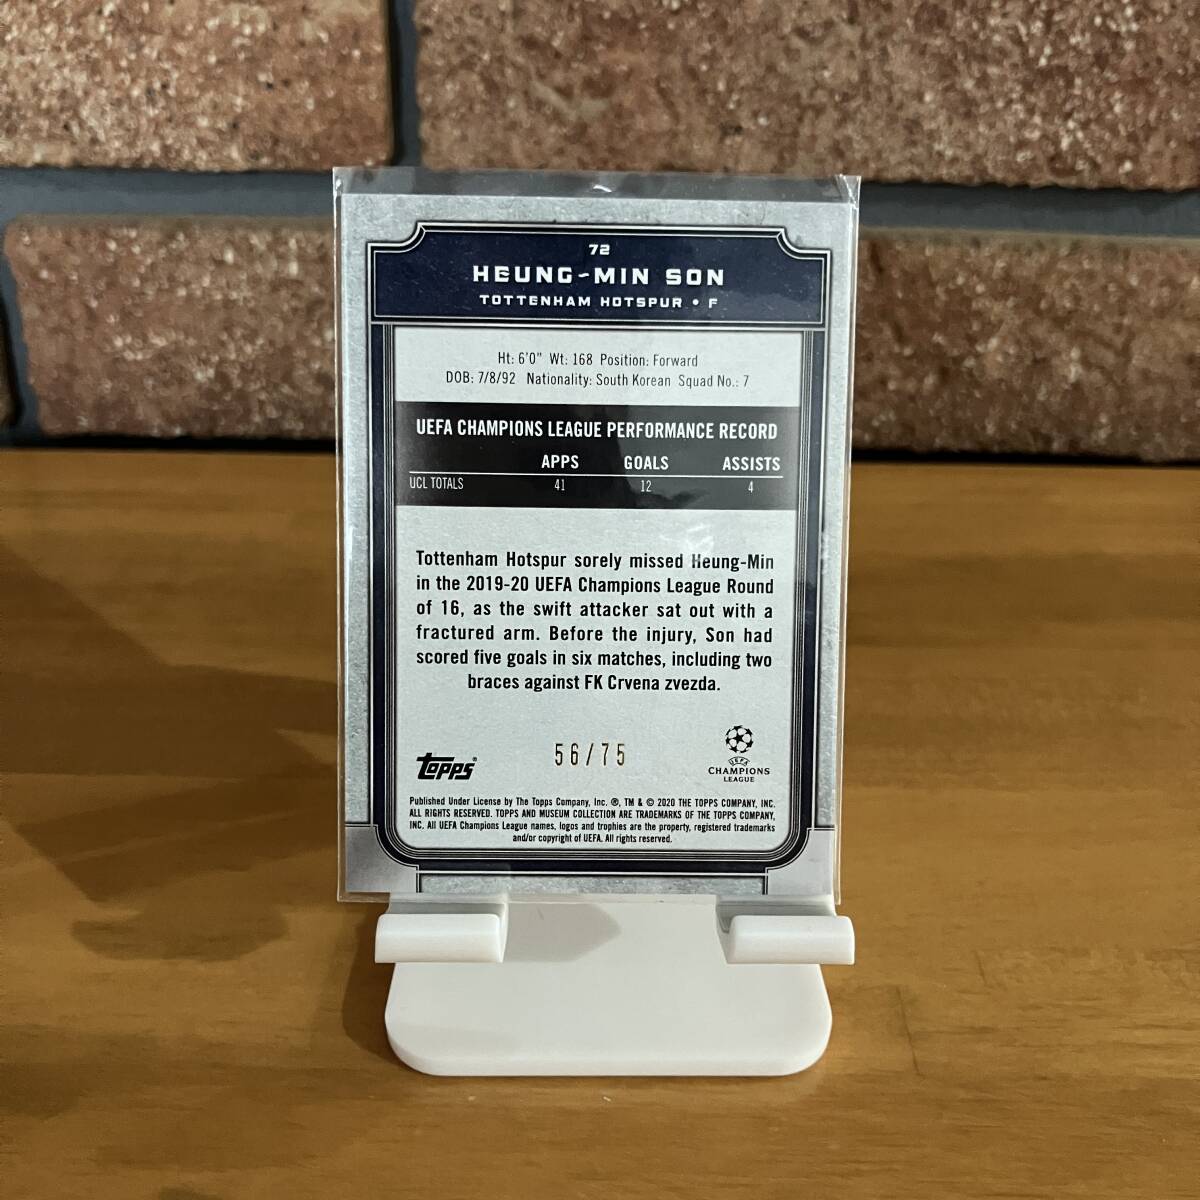 72
HEUNG-MIN SON
TOTTENHAM HOTSPUR • F
Ht: 6'0" Wt: 168 Position: Forward
DOB: 7/8/92 Nationality: South Korean Squad No.: 7
UEFA CHAMPIONS LEAGUE PERFORMANCE RECORD
APPS GOALS ASSISTS
UCL TOTALS 41 12 4
Tottenham Hotspur sorely missed Heung-Min
in the 2019-20 UEFA Champions League Round
of 16, as the swift attacker sat out with a
fractured arm. Before the injury, Son had
scored five goals in six matches, including two
braces against FK Crvena zvezda.
56/75
topps®
UEFA
CHAMPIONS
LEAGUE
Published Under License by The Topps Company, Inc. ®, TM & © 2020 THE TOPPS COMPANY, INC.
ALL RIGHTS RESERVED. TOPPS AND MUSEUM COLLECTION ARE TRADEMARKS OF THE TOPPS COMPANY,
INC. All UEFA Champions League names, logos and trophies are the property, registered trademarks
and/or copyright of UEFA. All rights reserved.